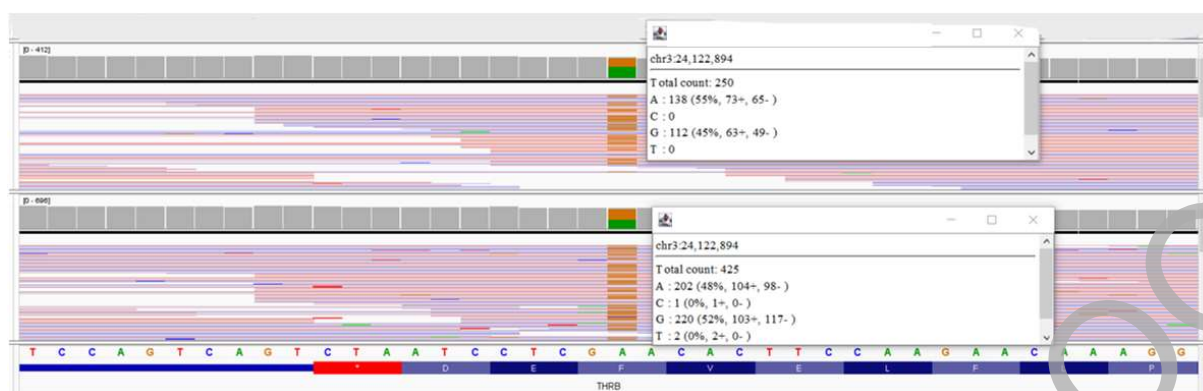 [0 - 412]
chr3:24,122,894
Total count: 250
A : 138 (55%, 73+, 65- )
C : 0
G : 112 (45%, 63+, 49- )
T : 0
[0 - 696]
chr3:24,122,894
Total count: 425
A : 202 (48%, 104+, 98- )
C : 1 (0%, 1+, 0- )
G : 220 (52%, 103+, 117- )
T : 2 (0%, 2+, 0- )
T C C A G T C A G T C T A A T C C T C G A A C A C T T C C A A G A A C A A A G G
* D E F V E L F P
THRB